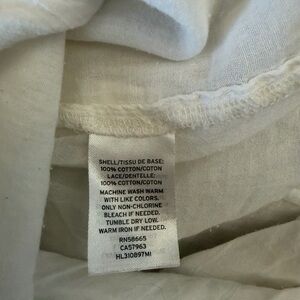 SHELL/TISSU DE BASE:
100% COTTON/COTON
LACE/DENTELLE:
100% COTTON/COTON
MACHINE WASH WARM
WITH LIKE COLORS.
ONLY NON-CHLORINE
BLEACH IF NEEDED.
TUMBLE DRY LOW.
WARM IRON IF NEEDED.
RN58665
CA57963
HL310897MI